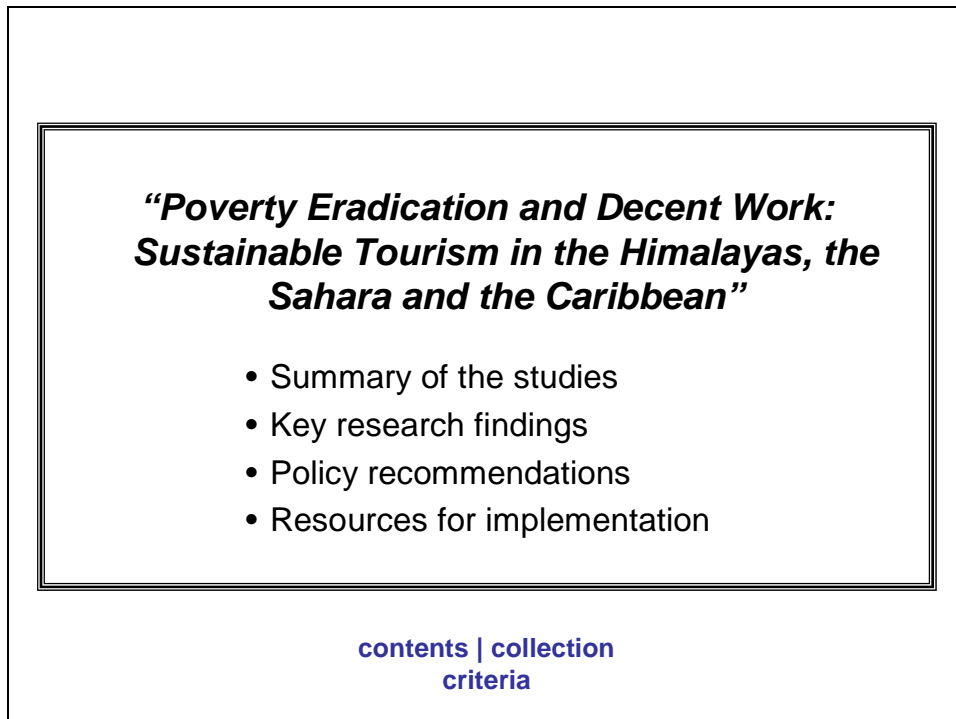 “Poverty Eradication and Decent Work:
Sustainable Tourism in the Himalayas, the
Sahara and the Caribbean”
• Summary of the studies
• Key research findings
• Policy recommendations
• Resources for implementation
contents | collection
criteria